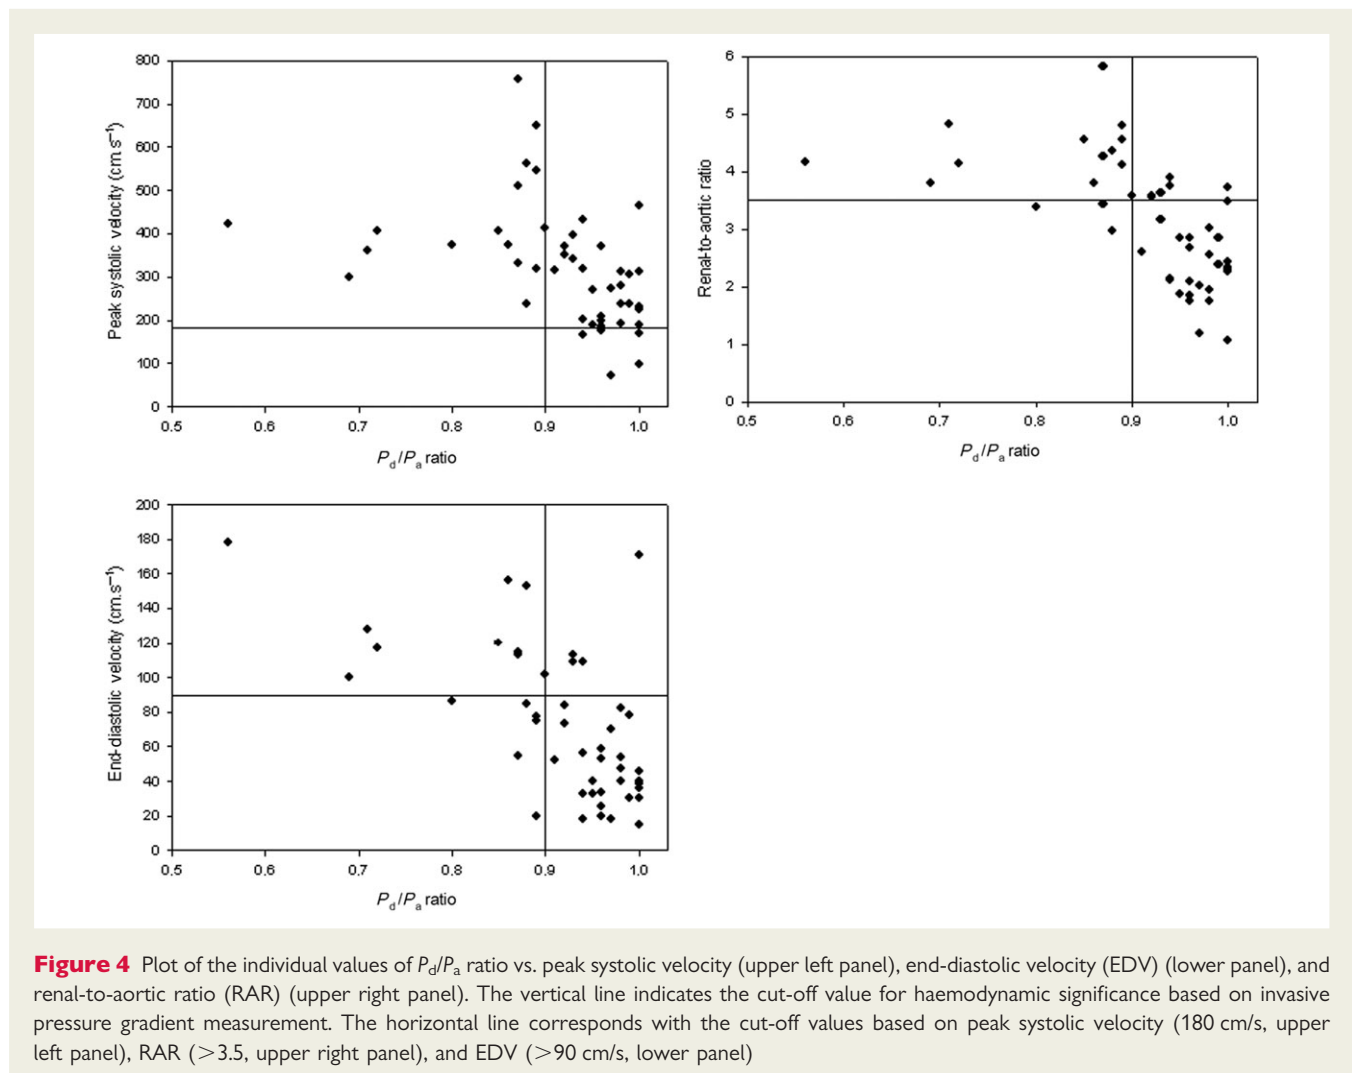 800
700
600
500
400
300
200
100
0
Peak systolic velocity (cm.s⁻¹)
0.5 0.6 0.7 0.8 0.9 1.0
Pd/Pa ratio
6
5
4
3
2
1
0
Renal-to-aortic ratio
0.5 0.6 0.7 0.8 0.9 1.0
Pd/Pa ratio
200
180
160
140
120
100
80
60
40
20
0
End-diastolic velocity (cm.s⁻¹)
0.5 0.6 0.7 0.8 0.9 1.0
Pd/Pa ratio
Figure 4 Plot of the individual values of Pd/Pa ratio vs. peak systolic velocity (upper left panel), end-diastolic velocity (EDV) (lower panel), and
renal-to-aortic ratio (RAR) (upper right panel). The vertical line indicates the cut-off value for haemodynamic significance based on invasive
pressure gradient measurement. The horizontal line corresponds with the cut-off values based on peak systolic velocity (180 cm/s, upper
left panel), RAR (>3.5, upper right panel), and EDV (>90 cm/s, lower panel)